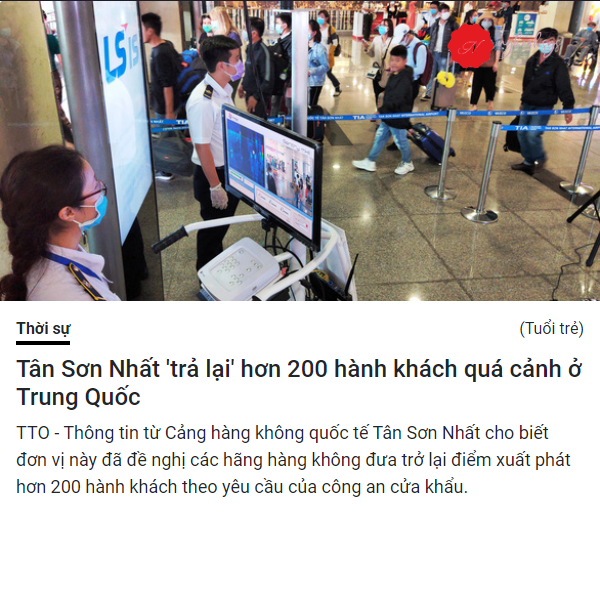 LS
IS
TIA
N
Thời sự
(Tuổi trẻ)
Tân Sơn Nhất 'trả lại' hơn 200 hành khách quá cảnh ở
Trung Quốc
TTO - Thông tin từ Cảng hàng không quốc tế Tân Sơn Nhất cho biết
đơn vị này đã đề nghị các hãng hàng không đưa trở lại điểm xuất phát
hơn 200 hành khách theo yêu cầu của công an cửa khẩu.